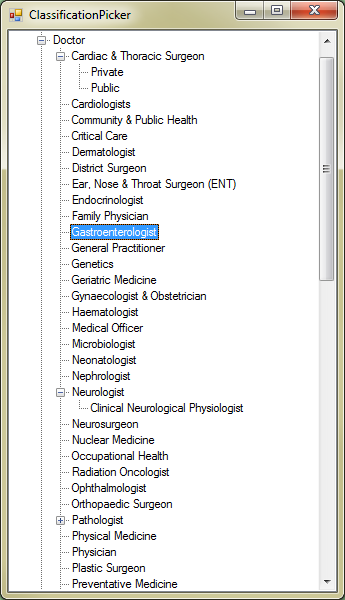 ClassificationPicker
Doctor
Cardiac & Thoracic Surgeon
Private
Public
Cardiologists
Community & Public Health
Critical Care
Dermatologist
District Surgeon
Ear, Nose & Throat Surgeon (ENT)
Endocrinologist
Family Physician
Gastroenterologist
General Practitioner
Genetics
Geriatric Medicine
Gynaecologist & Obstetrician
Haematologist
Medical Officer
Microbiologist
Neonatologist
Nephrologist
Neurologist
Clinical Neurological Physiologist
Neurosurgeon
Nuclear Medicine
Occupational Health
Radiation Oncologist
Ophthalmologist
Orthopaedic Surgeon
Pathologist
Physical Medicine
Physician
Plastic Surgeon
Preventative Medicine